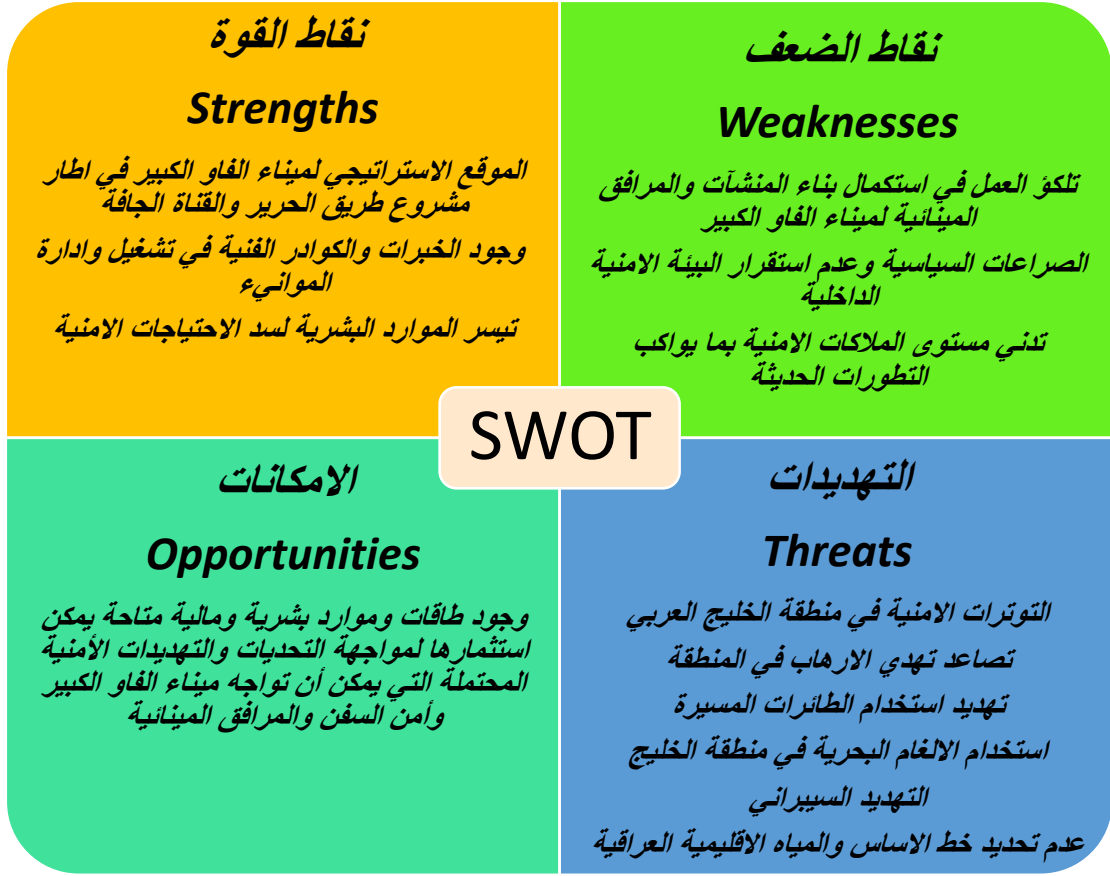 نقاط القوة
Strengths
الموقع الاستراتيجي لميناء الفاو الكبير في اطار
مشروع طريق الحرير والقناة الجافة
وجود الخبرات والكوادر الفنية في تشغيل وادارة
الموانيء
تيسر الموارد البشرية لسد الاحتياجات الامنية
نقاط الضعف
Weaknesses
تلكؤ العمل في استكمال بناء المنشآت والمرافق
المينائية لميناء الفاو الكبير
الصراعات السياسية وعدم استقرار البيئة الامنية
الداخلية
تدني مستوى الملاكات الامنية بما يواكب
التطورات الحديثة
SWOT
الامكانات
Opportunities
وجود طاقات وموارد بشرية ومالية متاحة يمكن
استثمارها لمواجهة التحديات والتهديدات الأمنية
المحتملة التي يمكن أن تواجه ميناء الفاو الكبير
وأمن السفن والمرافق المينائية
التهديدات
Threats
التوترات الامنية في منطقة الخليج العربي
تصاعد تهدي الارهاب في المنطقة
تهديد استخدام الطائرات المسيرة
استخدام الالغام البحرية في منطقة الخليج
التهديد السيبراني
عدم تحديد خط الاساس والمياه الاقليمية العراقية